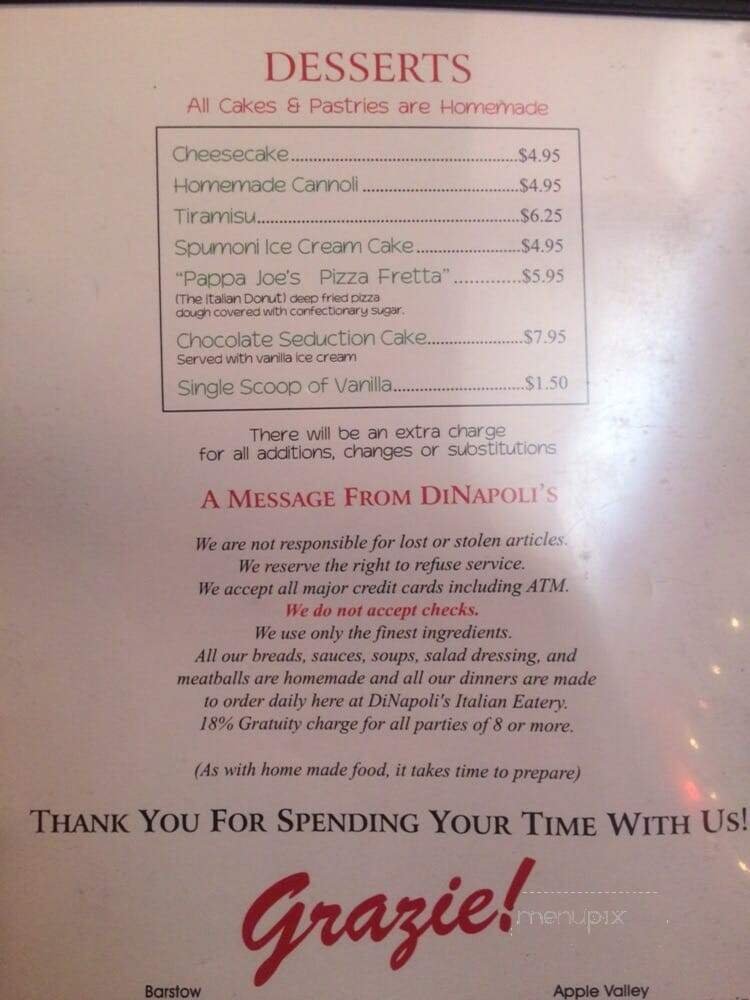 DESSERTS
All Cakes & Pastries are Homemade
Cheesecake..............................................$4.95
Homemade Cannoli................................$4.95
Tiramisu.......................................................$6.25
Spumoni Ice Cream Cake.....................$4.95
"Pappa Joe's Pizza Fretta"..............$5.95
(The Italian Donut) deep fried pizza
dough covered with confectionary sugar.
Chocolate Seduction Cake...................$7.95
Served with vanilla ice cream
Single Scoop of Vanilla...........................$1.50
There will be an extra charge
for all additions, changes or substitutions
A MESSAGE FROM DINAPOLI'S
We are not responsible for lost or stolen articles.
We reserve the right to refuse service.
We accept all major credit cards including ATM.
We do not accept checks.
We use only the finest ingredients.
All our breads, sauces, soups, salad dressing, and
meatballs are homemade and all our dinners are made
to order daily here at DiNapoli's Italian Eatery.
18% Gratuity charge for all parties of 8 or more.
(As with home made food, it takes time to prepare)
THANK YOU FOR SPENDING YOUR TIME WITH US!
Grazie!
menupix
Barstow Apple Valley